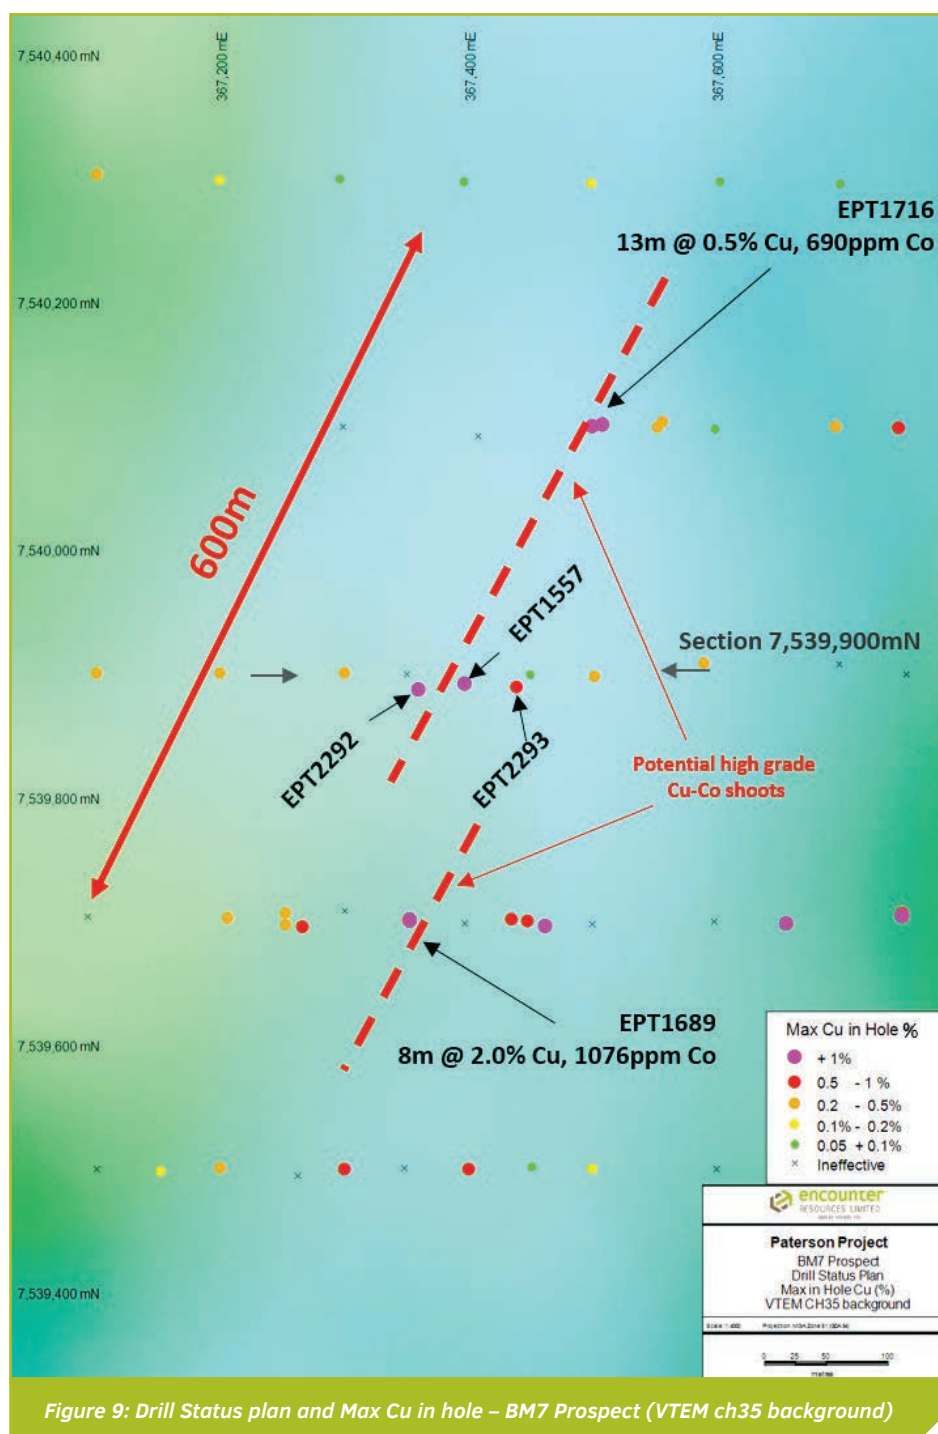 7,540,400 mN
367,200 mE
367,400 mE
367,600 mE
EPT1716
13m @ 0.5% Cu, 690ppm Co
7,540,200 mN
600m
7,540,000 mN
EPT1557
Section 7,539,900mN
EPT2292
EPT2293
Potential high grade
Cu-Co shoots
7,539,800 mN
EPT1689
8m @ 2.0% Cu, 1076ppm Co
7,539,600 mN
Max Cu in Hole %
+ 1%
0.5 - 1 %
0.2 - 0.5%
0.1% - 0.2%
0.05 + 0.1%
Ineffective
encounter
RESOURCES LIMITED
Paterson Project
BM7 Prospect
Drill Status Plan
Max in Hole Cu (%)
VTEM CH35 background
7,539,400 mN
0 25 50 100
metres
Figure 9: Drill Status plan and Max Cu in hole – BM7 Prospect (VTEM ch35 background)